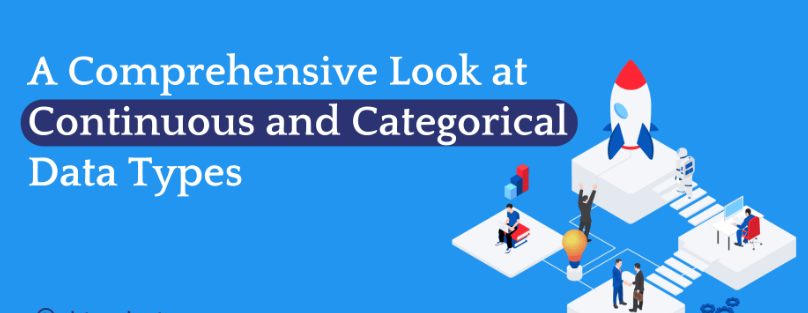 A Comprehensive Look at
Continuous and Categorical
Data Types